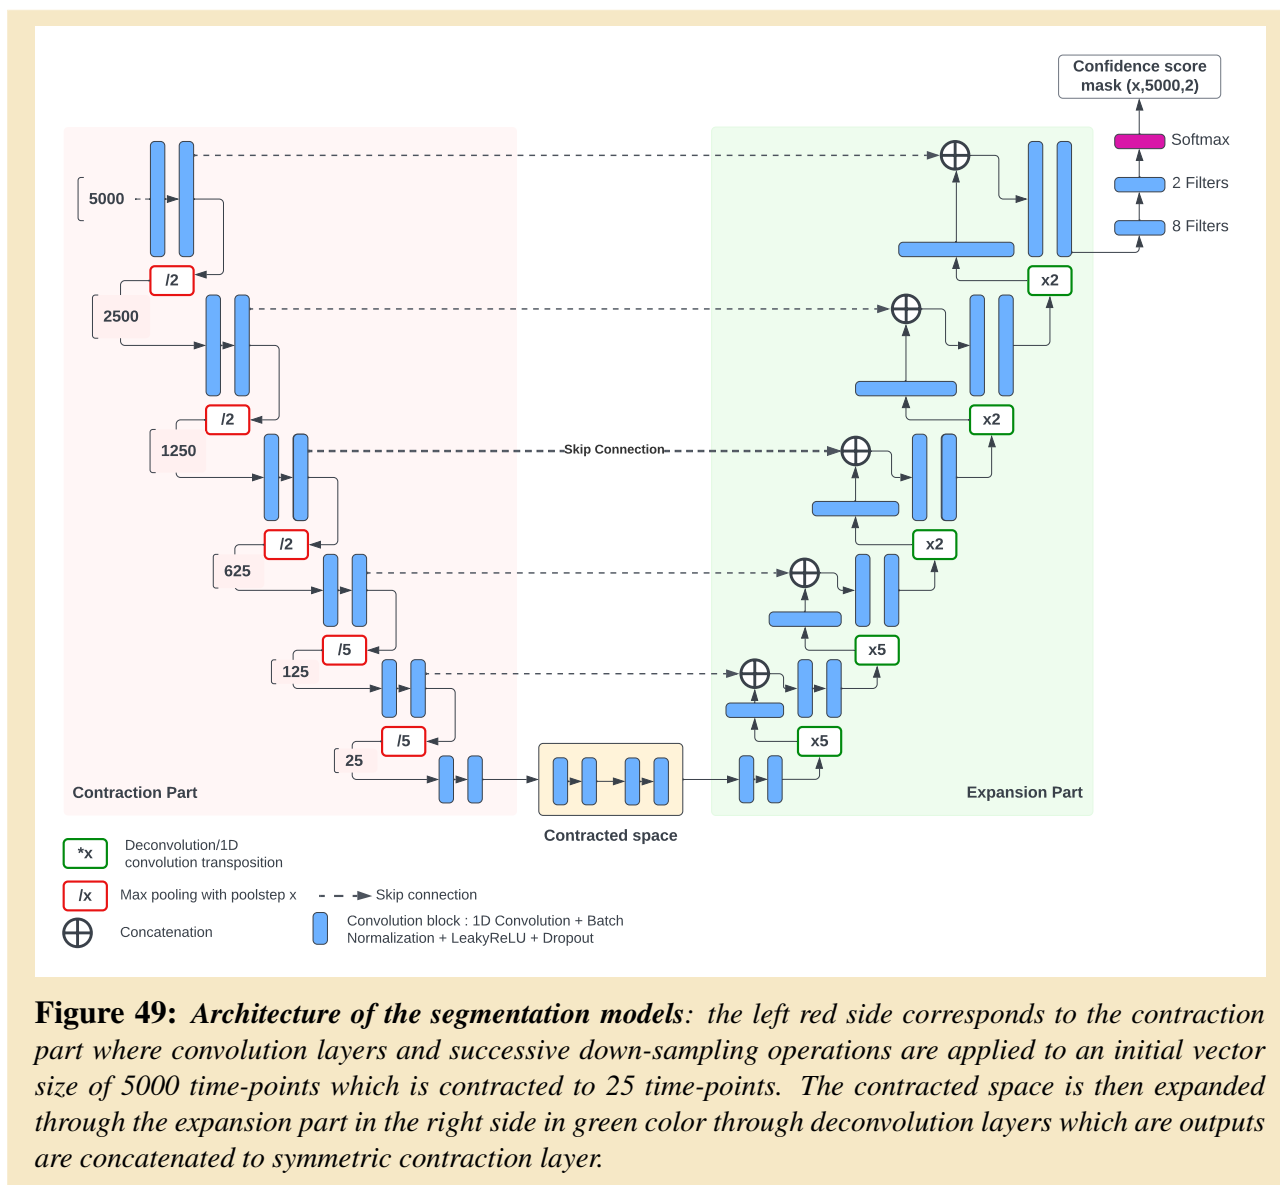 Confidence score
mask (x,5000,2)
Softmax
2 Filters
8 Filters
5000
/2
x2
2500
/2
x2
1250
Skip Connection
/2
x2
625
/5
x5
125
/5
x5
25
Contraction Part
Expansion Part
Contracted space
*x
Deconvolution/1D
convolution transposition
/x
Max pooling with poolstep x
Skip connection
Concatenation
Convolution block : 1D Convolution + Batch
Normalization + LeakyReLU + Dropout
Figure 49: Architecture of the segmentation models: the left red side corresponds to the contraction
part where convolution layers and successive down-sampling operations are applied to an initial vector
size of 5000 time-points which is contracted to 25 time-points. The contracted space is then expanded
through the expansion part in the right side in green color through deconvolution layers which are outputs
are concatenated to symmetric contraction layer.